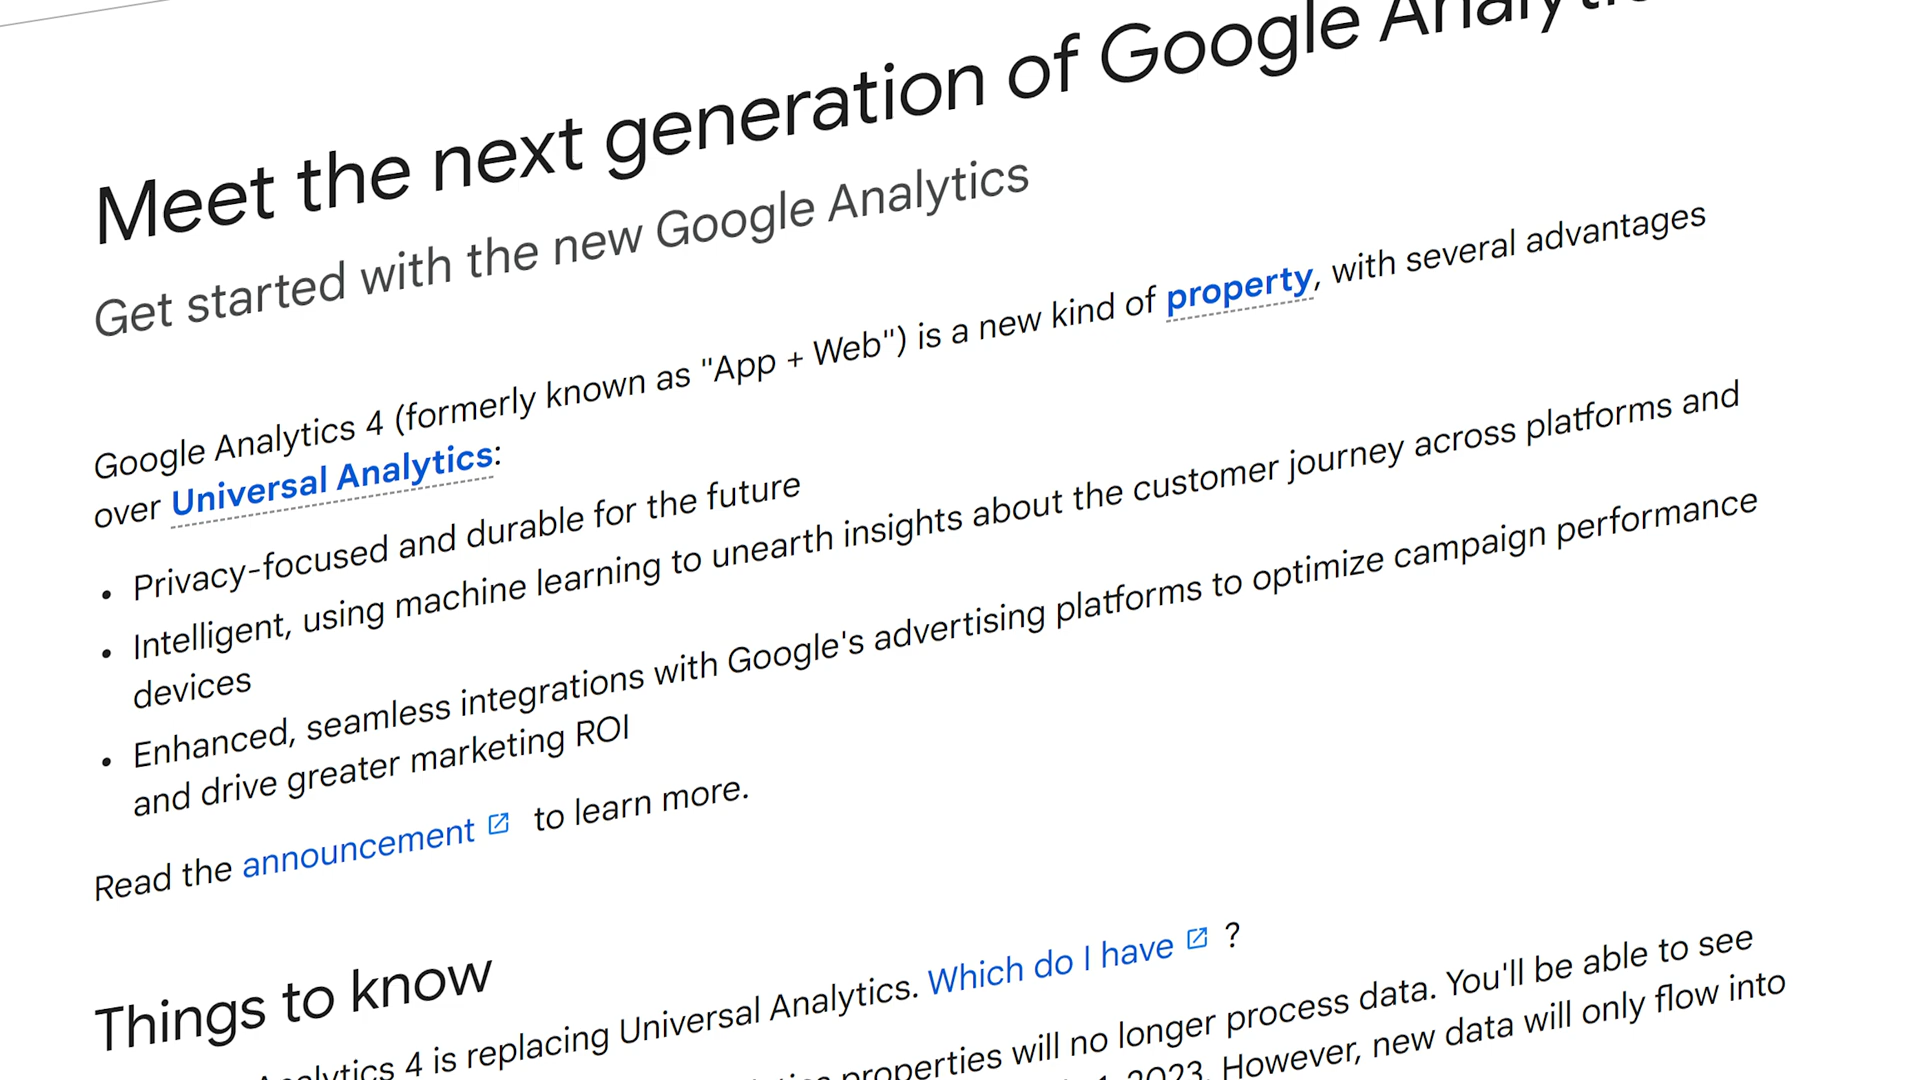 Meet the next generation of Google
Get started with the new Google Analytics
Google Analytics 4 (formerly known as "App + Web") is a new kind of property, with several advantages
over Universal Analytics:
• Privacy-focused and durable for the future
• Intelligent, using machine learning to unearth insights about the customer journey across platforms and
devices
• Enhanced, seamless integrations with Google's advertising platforms to optimize campaign performance
and drive greater marketing ROI
Read the announcement to learn more.
Things to know
4 is replacing Universal Analytics. Which do I have ?
properties will no longer process data. You'll be able to see
2023. However, new data will only flow into